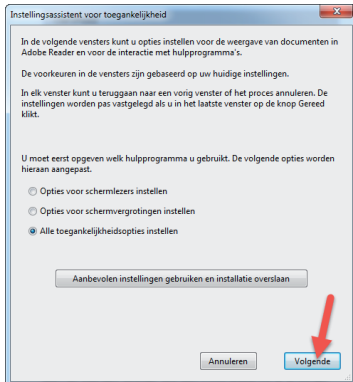 Instellingsassistent voor toegankelijkheid
In de volgende vensters kunt u opties instellen voor de weergave van documenten in
Adobe Reader en voor de interactie met hulpprogramma's.
De voorkeuren in de vensters zijn gebaseerd op uw huidige instellingen.
In elk venster kunt u teruggaan naar een vorig venster of het proces annuleren. De
instellingen worden pas vastgelegd als u in het laatste venster op de knop Gereed
klikt.
U moet eerst opgeven welk hulpprogramma u gebruikt. De volgende opties worden
hieraan aangepast.
Opties voor schermlezers instellen
Opties voor schermvergrotingen instellen
Alle toegankelijkheidsopties instellen
Aanbevolen instellingen gebruiken en installatie overslaan
Annuleren
Volgende